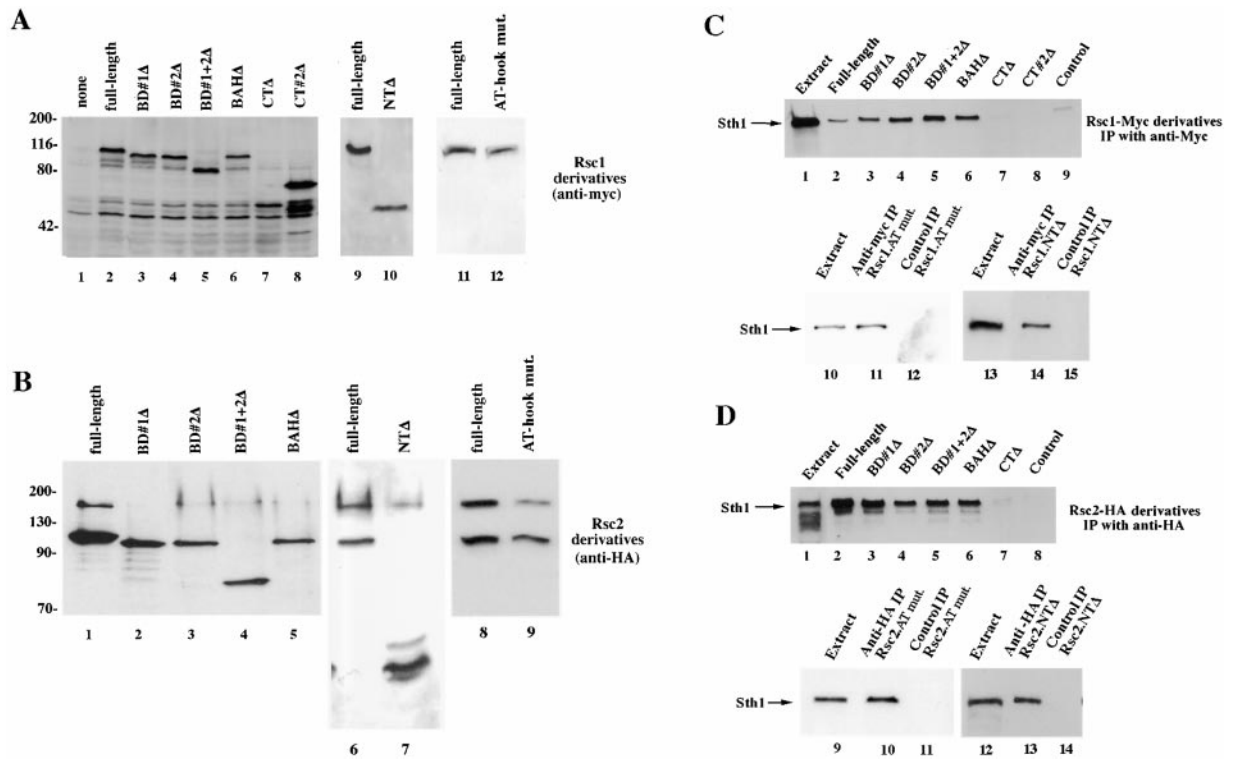 A
none
full-length
BD#1Δ
BD#2Δ
BD#1+2Δ
BAHΔ
CTΔ
CT#2Δ
full-length
NTΔ
full-length
AT-hook mut.
200-
116-
80-
42-
Rsc1
derivatives
(anti-myc)
1 2 3 4 5 6 7 8 9 10 11 12
B
full-length
BD#1Δ
BD#2Δ
BD#1+2Δ
BAHΔ
full-length
NTΔ
full-length
AT-hook mut.
200-
130-
90-
70-
Rsc2
derivatives
(anti-HA)
1 2 3 4 5 8 9
6 7
C
Extract
Full-length
BD#1Δ
BD#2Δ
BD#1+2Δ
BAHΔ
CTΔ
CT#2Δ
Control
Sth1
Rsc1-Myc derivatives
IP with anti-Myc
1 2 3 4 5 6 7 8 9
Extract
Anti-myc IP
Rsc1.AT mut.
Control IP
Rsc1.AT mut.
Extract
Anti-myc IP
Rsc1.NTΔ
Control IP
Rsc1.NTΔ
Sth1
10 11 12 13 14 15
D
Extract
Full-length
BD#1Δ
BD#2Δ
BD#1+2Δ
BAHΔ
CTΔ
Control
Sth1
Rsc2-HA derivatives
IP with anti-HA
1 2 3 4 5 6 7 8
Extract
Anti-HA IP
Rsc2.AT mut.
Control IP
Rsc2.AT mut.
Extract
Anti-HA IP
Rsc2.NTΔ
Control IP
Rsc2.NTΔ
Sth1
9 10 11 12 13 14